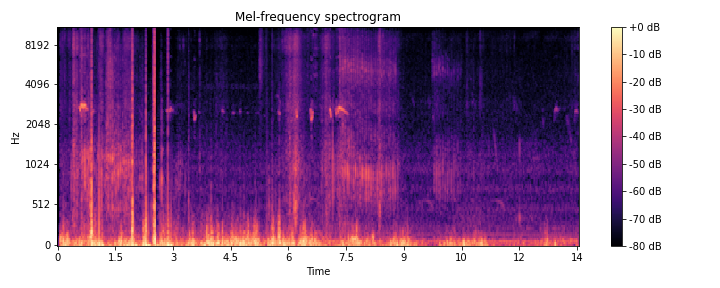 Mel-frequency spectrogram
Hz
8192
4096
2048
1024
512
0
0
1.5
3
4.5
6
7.5
9
10
12
14
Time
+0 dB
-10 dB
-20 dB
-30 dB
-40 dB
-50 dB
-60 dB
-70 dB
-80 dB